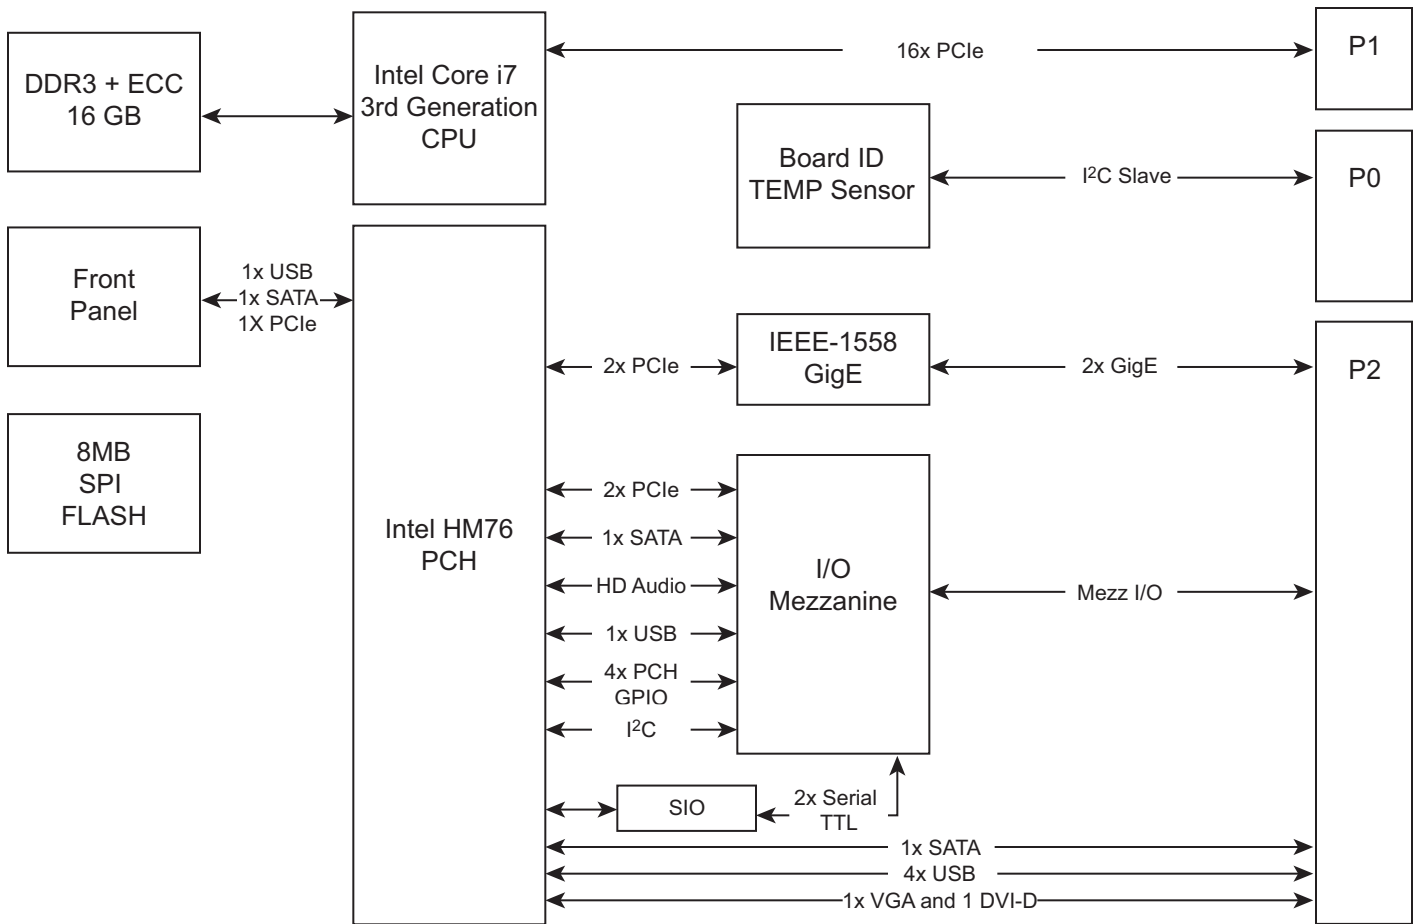 DDR3 + ECC
16 GB
Intel Core i7
3rd Generation
CPU
16x PCIe
P1
Board ID
TEMP Sensor
I²C Slave
P0
Front
Panel
1x USB
1x SATA
1X PCIe
8MB
SPI
FLASH
Intel HM76
PCH
2x PCIe
IEEE-1558
GigE
2x GigE
P2
2x PCIe
1x SATA
HD Audio
1x USB
4x PCH
GPIO
I²C
I/O
Mezzanine
Mezz I/O
SIO
2x Serial
TTL
1x SATA
4x USB
1x VGA and 1 DVI-D